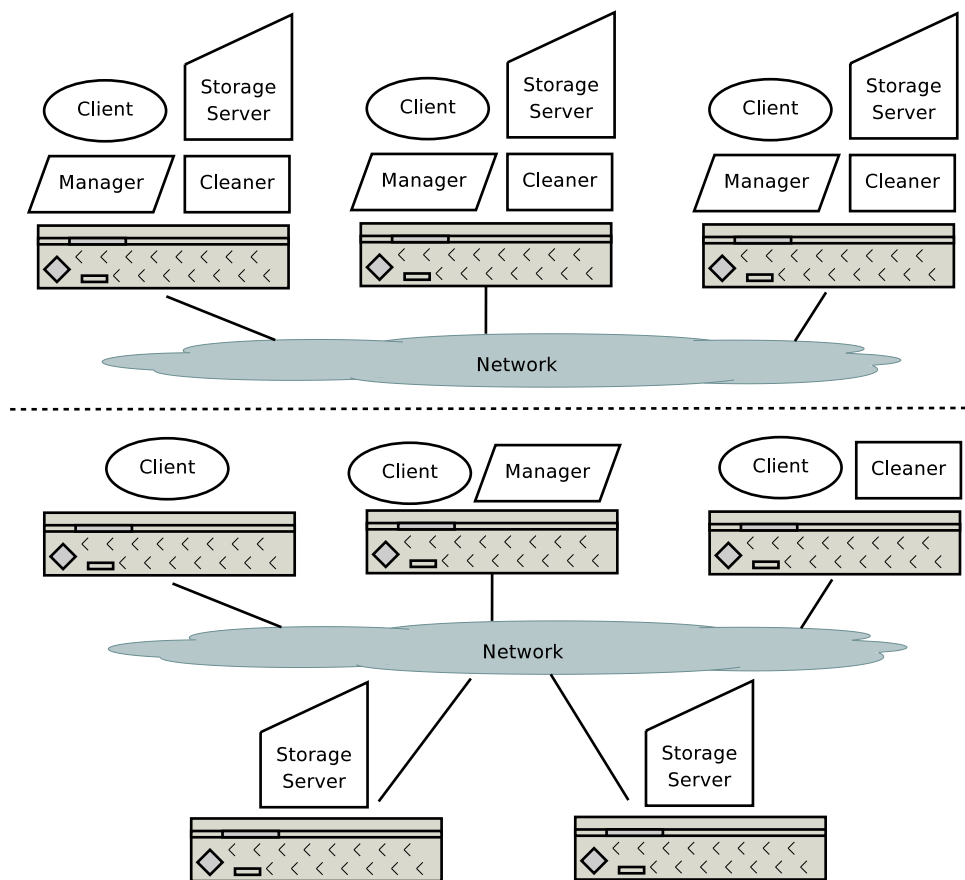 Storage
Server
Client
Manager
Cleaner
Storage
Server
Client
Manager
Cleaner
Storage
Server
Client
Manager
Cleaner
Network
Client
Client
Manager
Client
Cleaner
Network
Storage
Server
Storage
Server